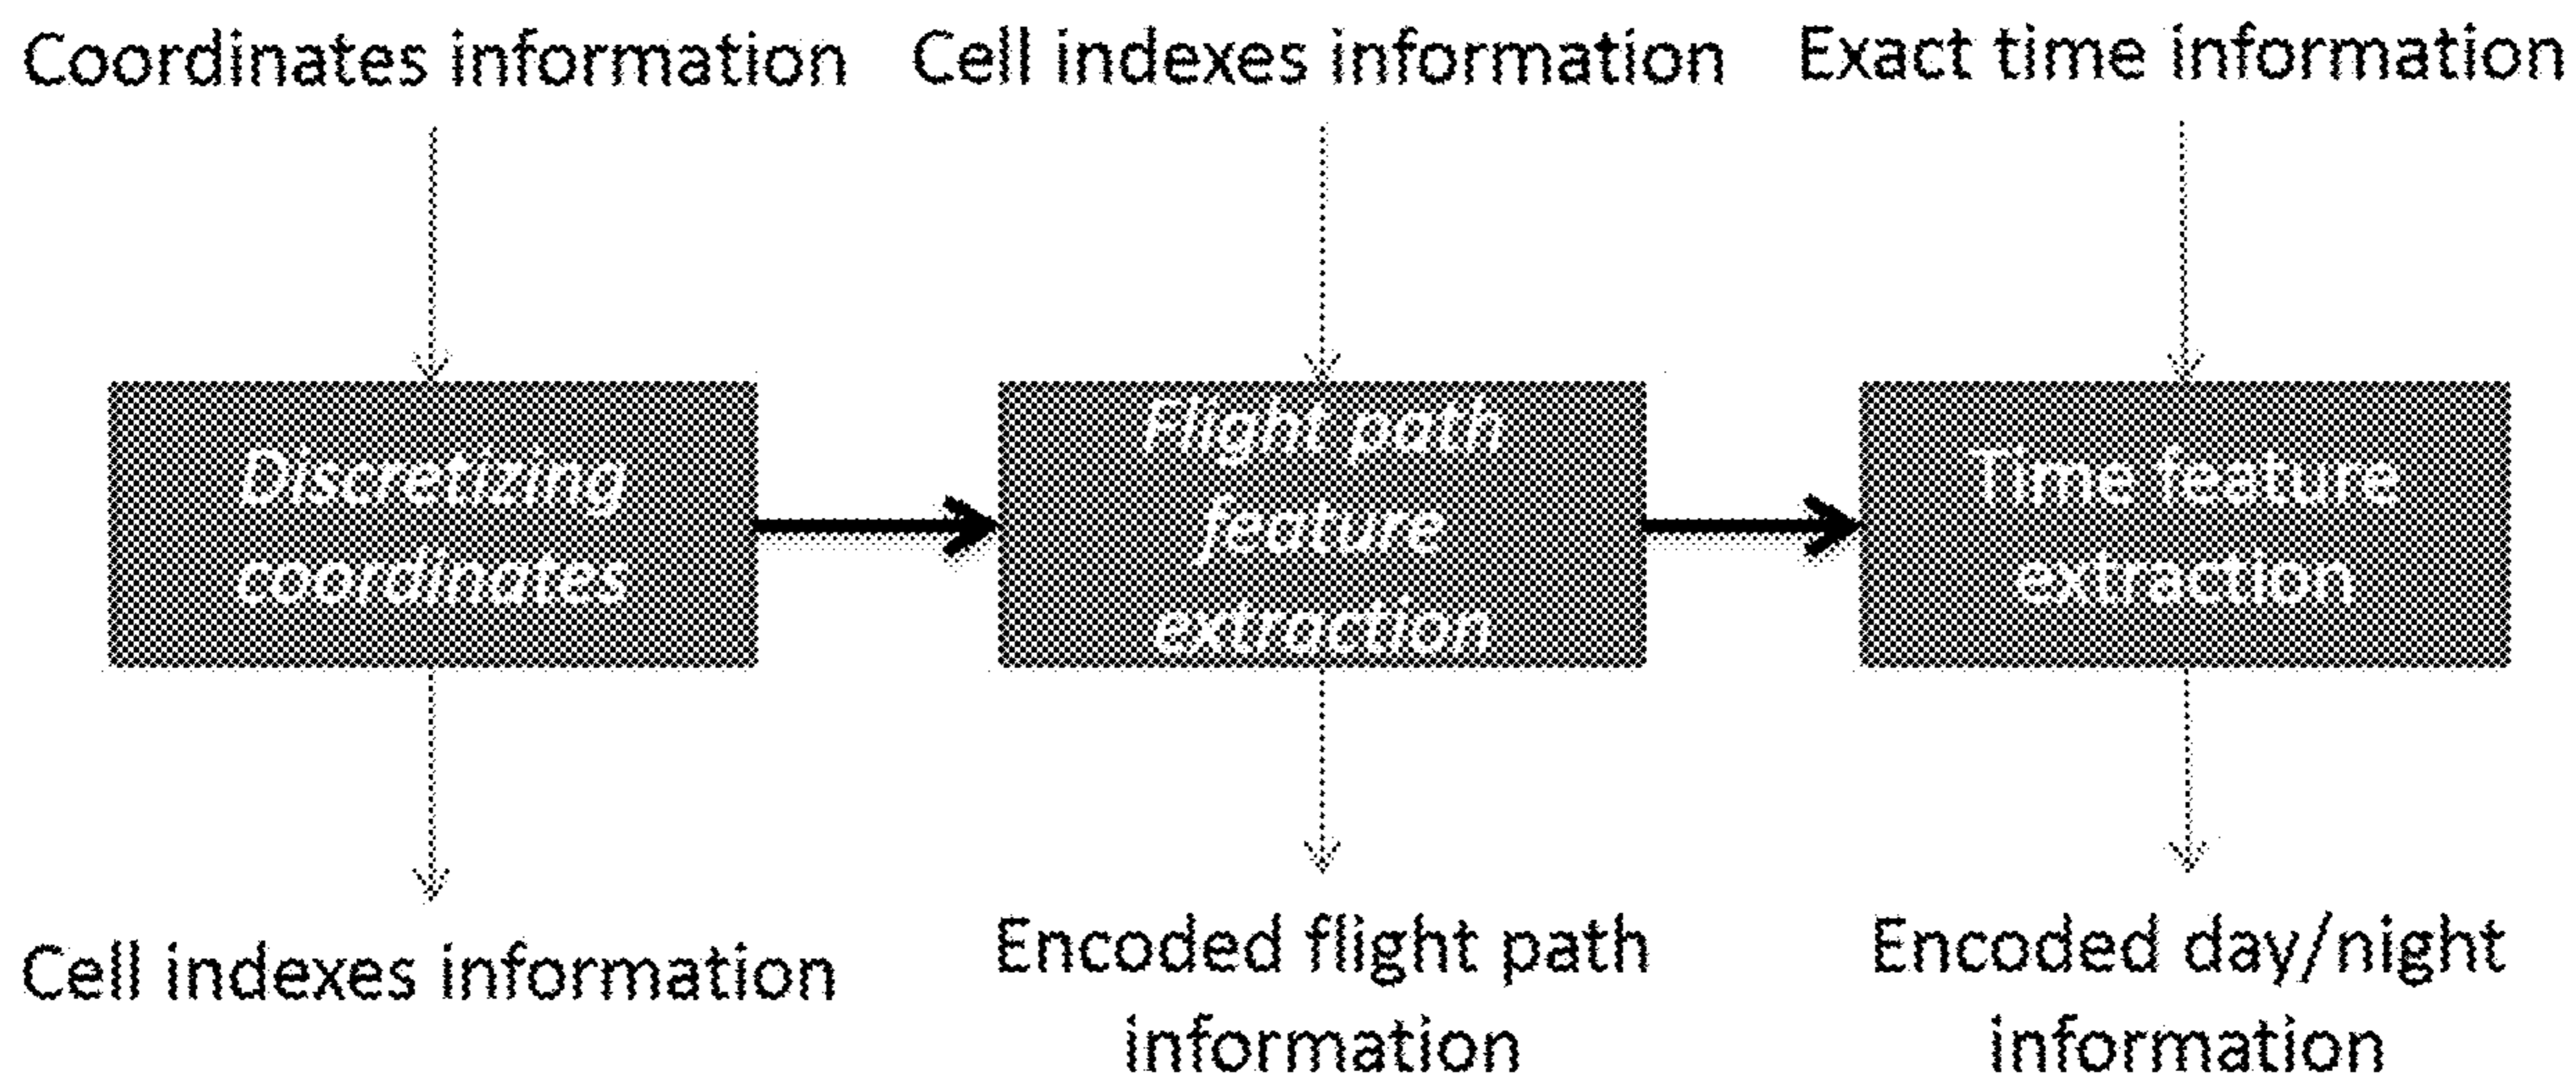 Coordinates information
Cell indexes information
Exact time information
Discretizing
coordinates
Flight path
feature
extraction
Time feature
extraction
Cell indexes information
Encoded flight path
information
Encoded day/night
information